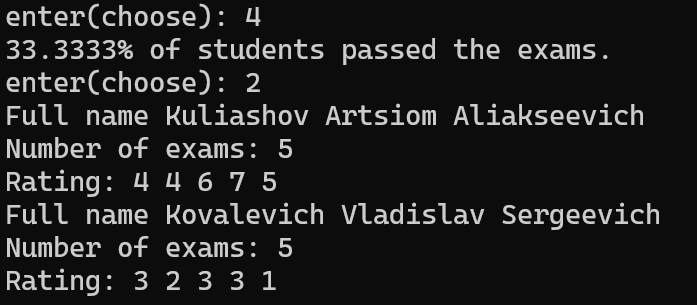 enter(choose): 4
33.3333% of students passed the exams.
enter(choose): 2
Full name Kuliashov Artsiom Aliakseevich
Number of exams: 5
Rating: 4 4 6 7 5
Full name Kovalevich Vladislav Sergeevich
Number of exams: 5
Rating: 3 2 3 3 1